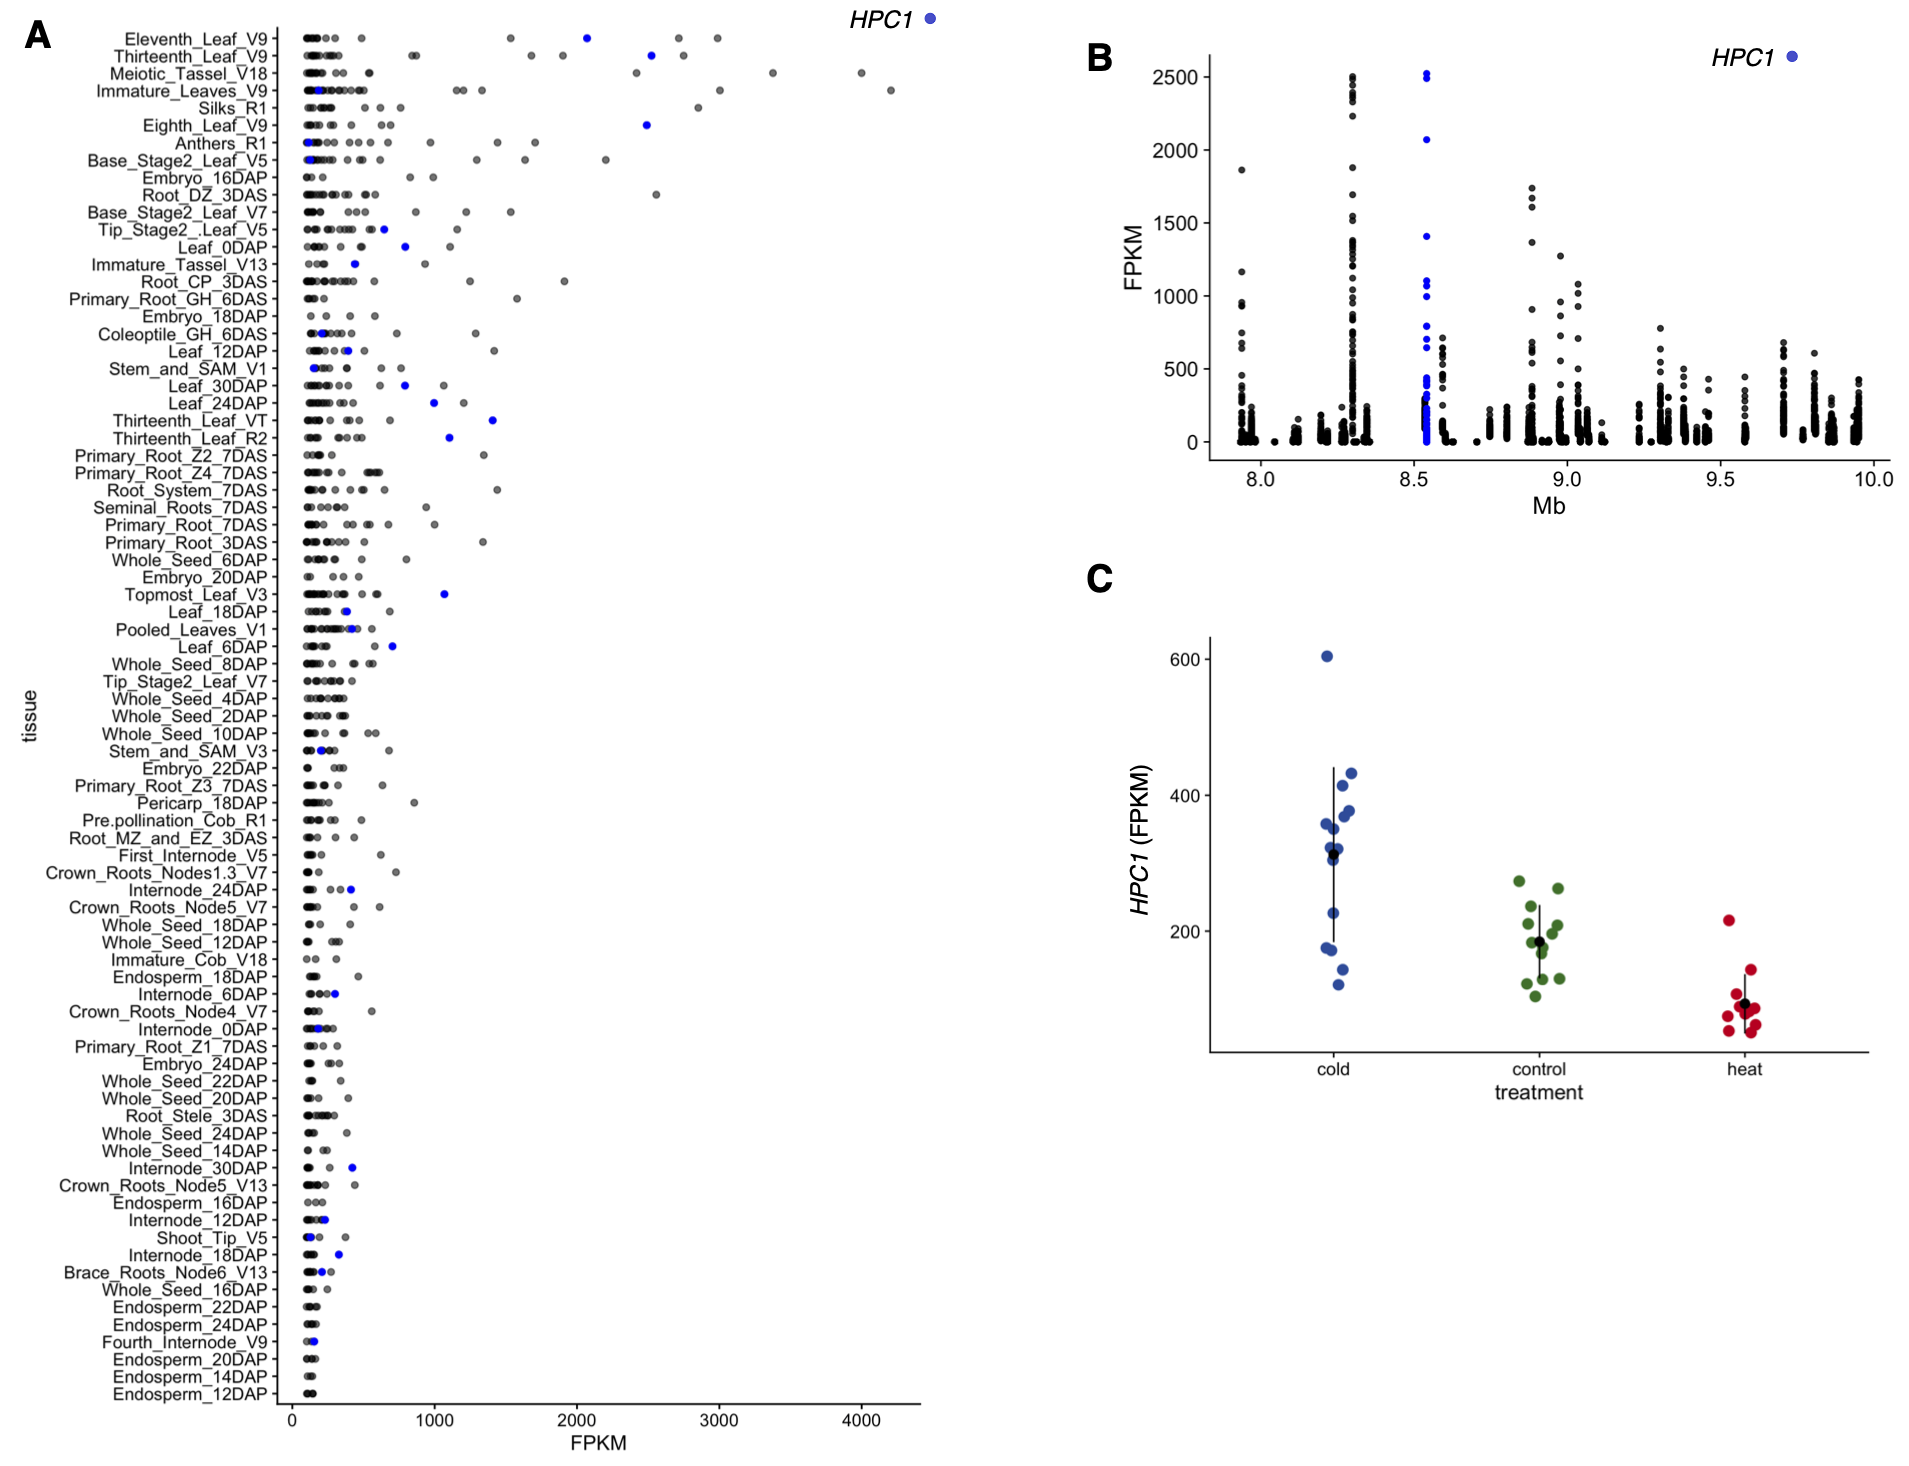 A
HPC1
tissue
Eleventh_Leaf_V9
Thirteenth_Leaf_V9
Meiotic_Tassel_V18
Immature_Leaves_V9
Silks_R1
Eighth_Leaf_V9
Anthers_R1
Base_Stage2_Leaf_V5
Embryo_16DAP
Root_DZ_3DAS
Base_Stage2_Leaf_V7
Tip_Stage2_.Leaf_V5
Leaf_0DAP
Immature_Tassel_V13
Root_CP_3DAS
Primary_Root_GH_6DAS
Embryo_18DAP
Coleoptile_GH_6DAS
Leaf_12DAP
Stem_and_SAM_V1
Leaf_30DAP
Leaf_24DAP
Thirteenth_Leaf_VT
Thirteenth_Leaf_R2
Primary_Root_Z2_7DAS
Primary_Root_Z4_7DAS
Root_System_7DAS
Seminal_Roots_7DAS
Primary_Root_7DAS
Primary_Root_3DAS
Whole_Seed_6DAP
Embryo_20DAP
Topmost_Leaf_V3
Leaf_18DAP
Pooled_Leaves_V1
Leaf_6DAP
Whole_Seed_8DAP
Tip_Stage2_Leaf_V7
Whole_Seed_4DAP
Whole_Seed_2DAP
Whole_Seed_10DAP
Stem_and_SAM_V3
Embryo_22DAP
Primary_Root_Z3_7DAS
Pericarp_18DAP
Pre.pollination_Cob_R1
Root_MZ_and_EZ_3DAS
First_Internode_V5
Crown_Roots_Nodes1.3_V7
Internode_24DAP
Crown_Roots_Node5_V7
Whole_Seed_18DAP
Whole_Seed_12DAP
Immature_Cob_V18
Endosperm_18DAP
Internode_6DAP
Crown_Roots_Node4_V7
Internode_0DAP
Primary_Root_Z1_7DAS
Embryo_24DAP
Whole_Seed_22DAP
Whole_Seed_20DAP
Root_Stele_3DAS
Whole_Seed_24DAP
Whole_Seed_14DAP
Internode_30DAP
Crown_Roots_Node5_V13
Endosperm_16DAP
Internode_12DAP
Shoot_Tip_V5
Internode_18DAP
Brace_Roots_Node6_V13
Whole_Seed_16DAP
Endosperm_22DAP
Endosperm_24DAP
Fourth_Internode_V9
Endosperm_20DAP
Endosperm_14DAP
Endosperm_12DAP
0 1000 2000 3000 4000
FPKM
B
HPC1
FPKM
2500
2000
1500
1000
500
0
8.0 8.5 9.0 9.5 10.0
Mb
C
HPC1 (FPKM)
600
400
200
cold control heat
treatment